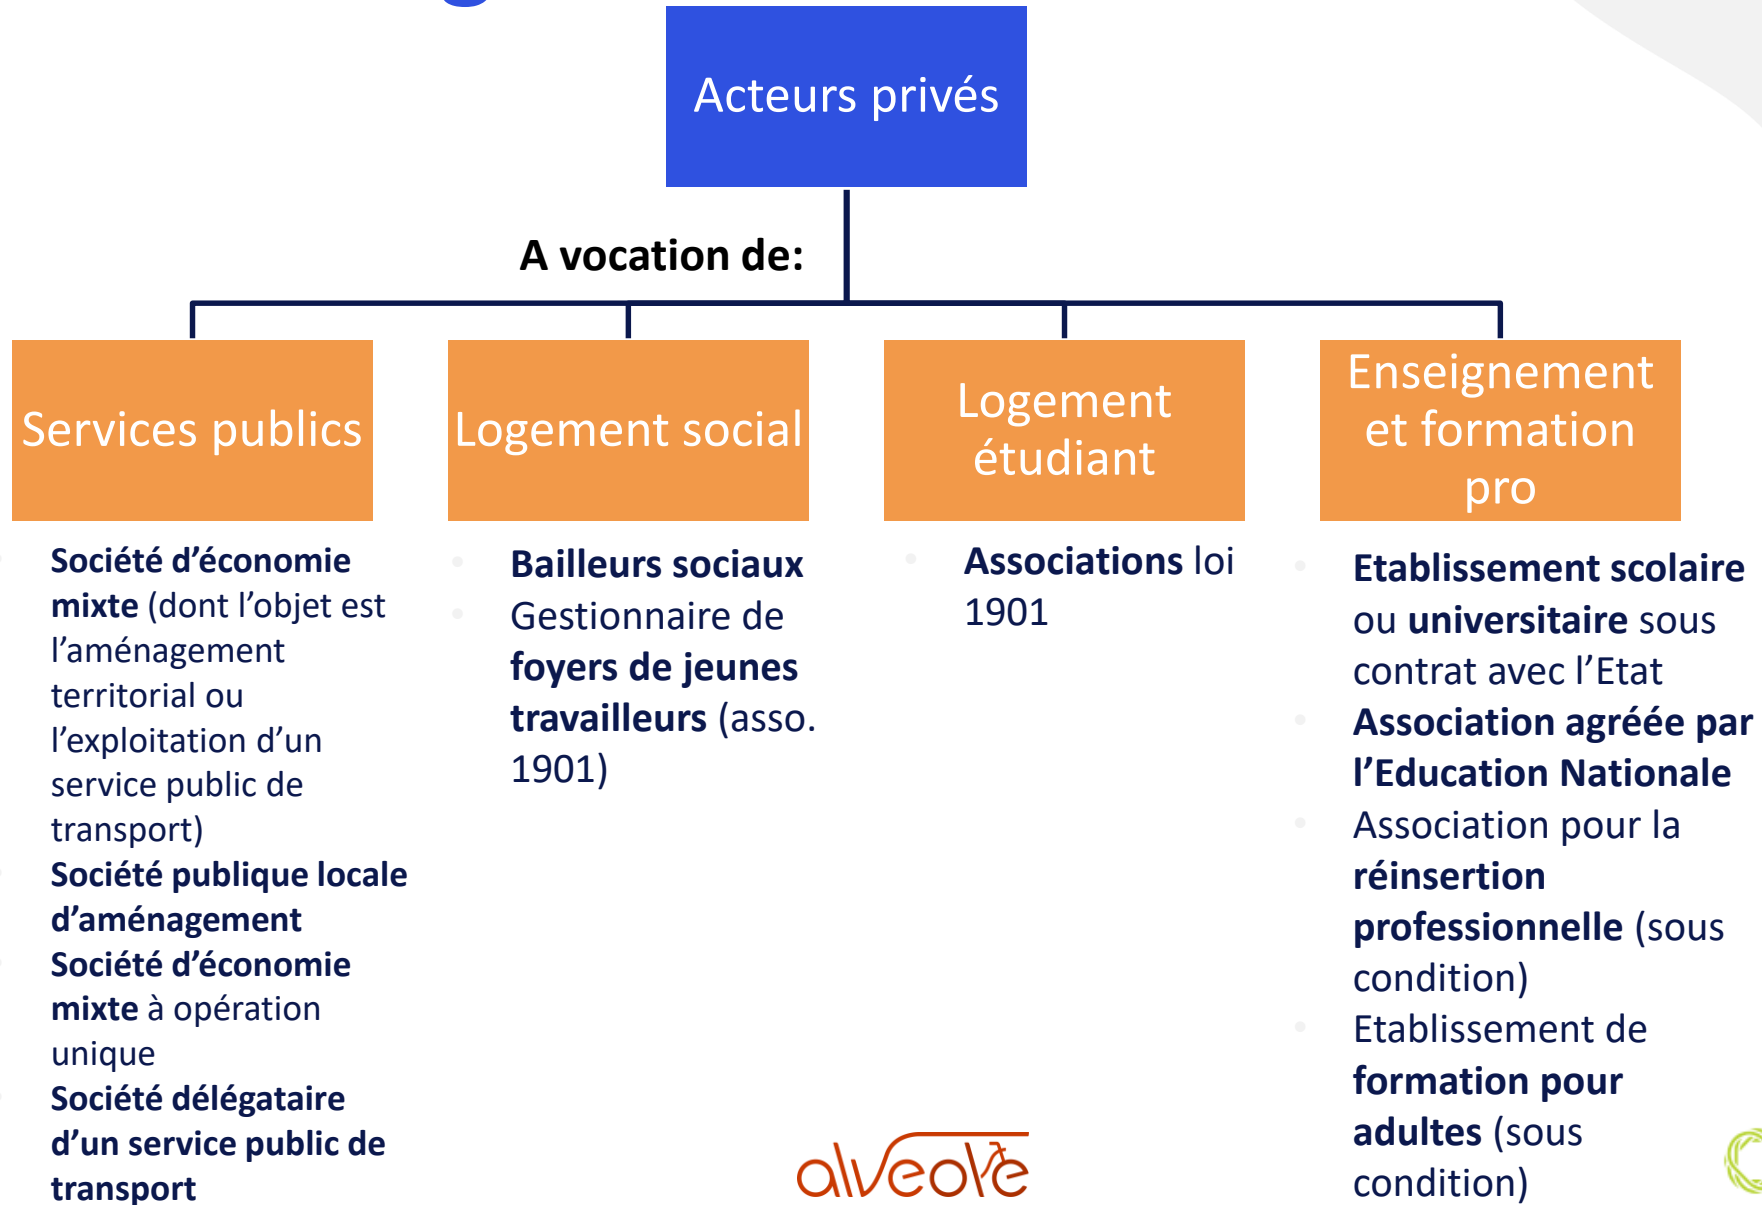 Acteurs privés
A vocation de:
Services publics
Société d’économie
mixte (dont l’objet est
l’aménagement
territorial ou
l’exploitation d’un
service public de
transport)
Société publique locale
d’aménagement
Société d’économie
mixte à opération
unique
Société délégataire
d’un service public de
transport
Logement social
Bailleurs sociaux
Gestionnaire de
foyers de jeunes
travailleurs (asso.
1901)
Logement
étudiant
Associations loi
1901
Enseignement
et formation
pro
Etablissement scolaire
ou universitaire sous
contrat avec l’Etat
Association agréée par
l’Education Nationale
Association pour la
réinsertion
professionnelle (sous
condition)
Etablissement de
formation pour
adultes (sous
condition)
alveole